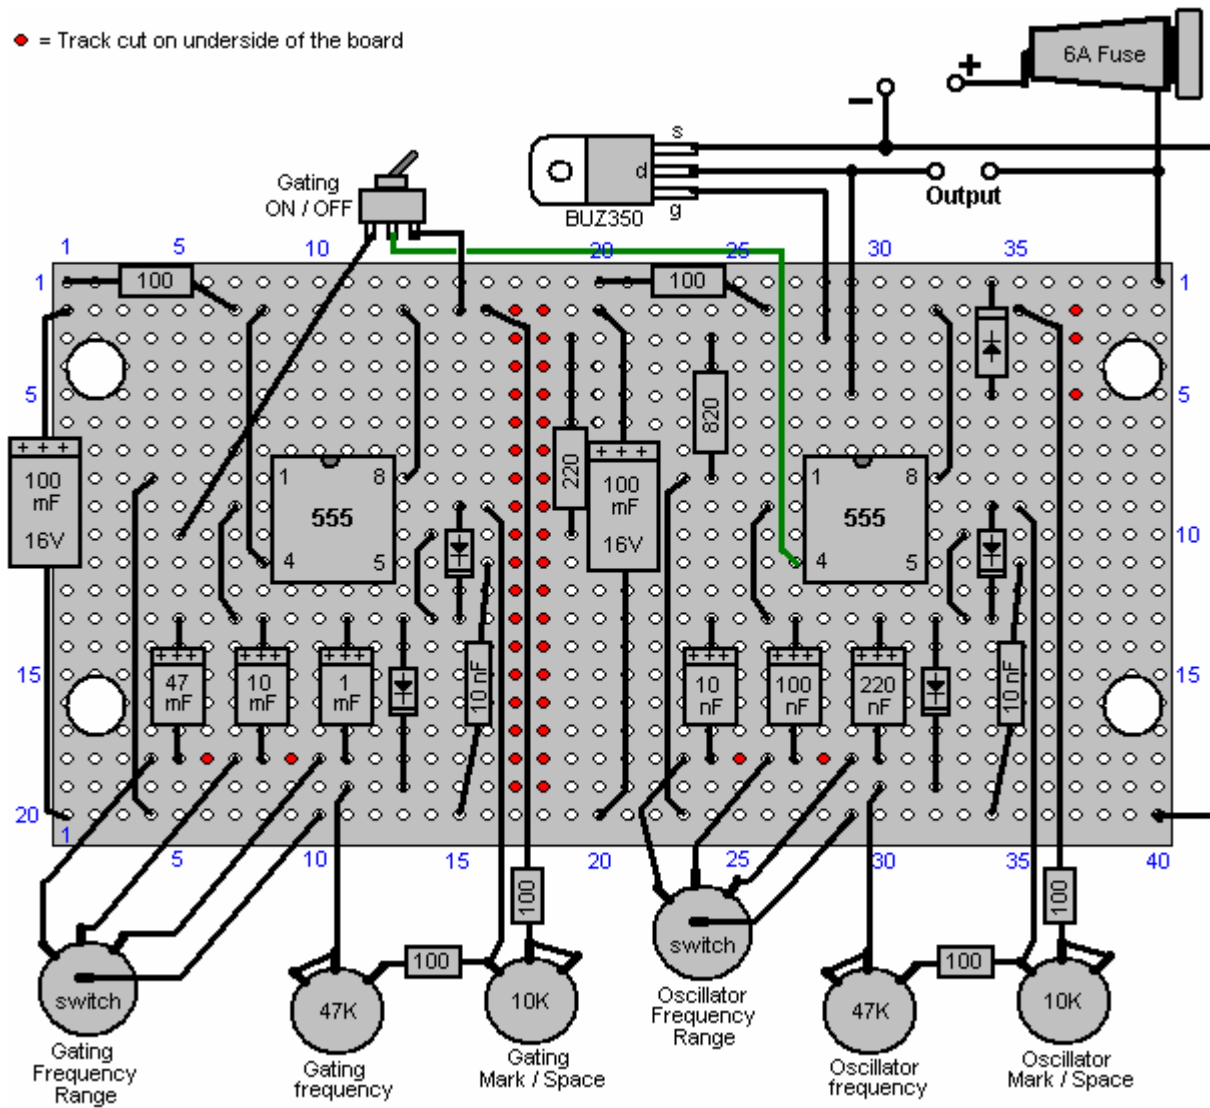 = Track cut on underside of the board
6A Fuse
+
−
s
d
g
BUZ350
Output
Gating
ON / OFF
1 5 10 20 25 30 35
1 100 100 1
5 5
+ + +
100
mF
16V
220
+ + +
100
mF
16V
820
1 8
555
4 5
1 8
555
4 5
10
10 nF
10 nF
15 15
+++
47
mF
+++
10
mF
+++
1
mF
+++
10
nF
+++
100
nF
+++
220
nF
20
1
5 10 15 20 25 30 35 40
100
100
switch
switch
100
100
47K
10K
47K
10K
Gating
Frequency
Range
Gating
frequency
Gating
Mark / Space
Oscillator
Frequency
Range
Oscillator
frequency
Oscillator
Mark / Space